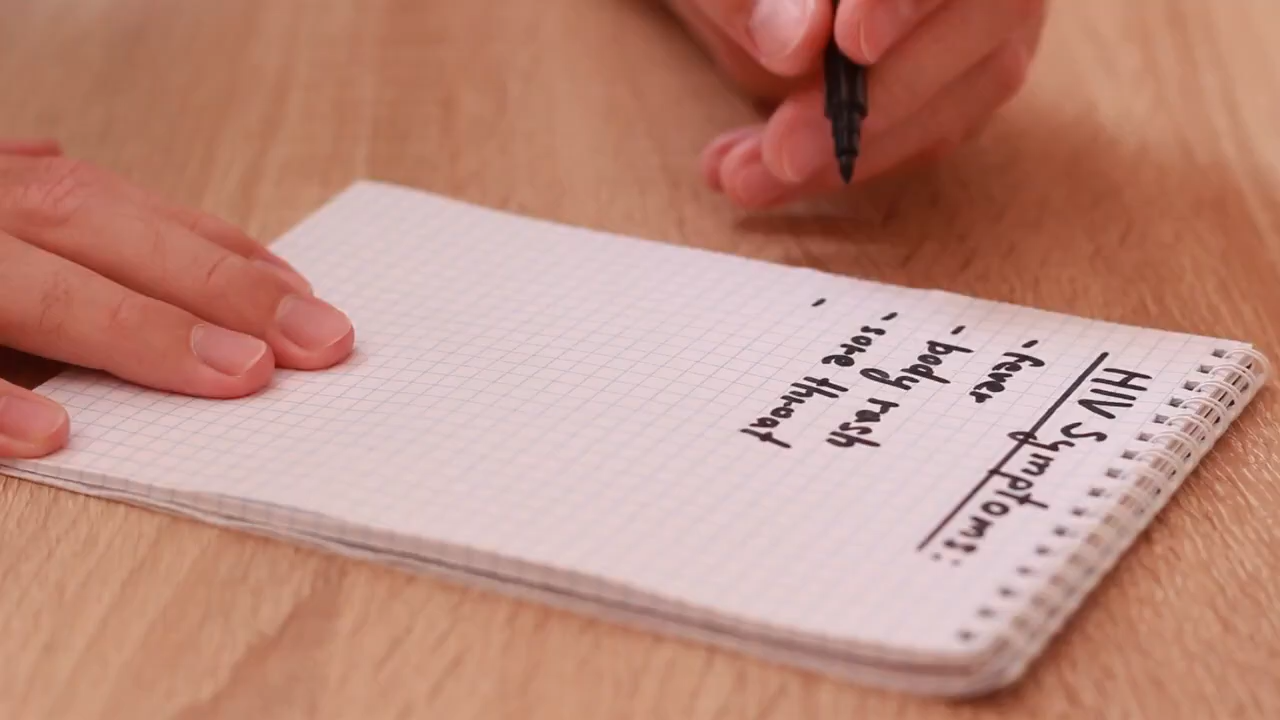 HIV Symptoms:
- fever
- body rash
- sore throat
-